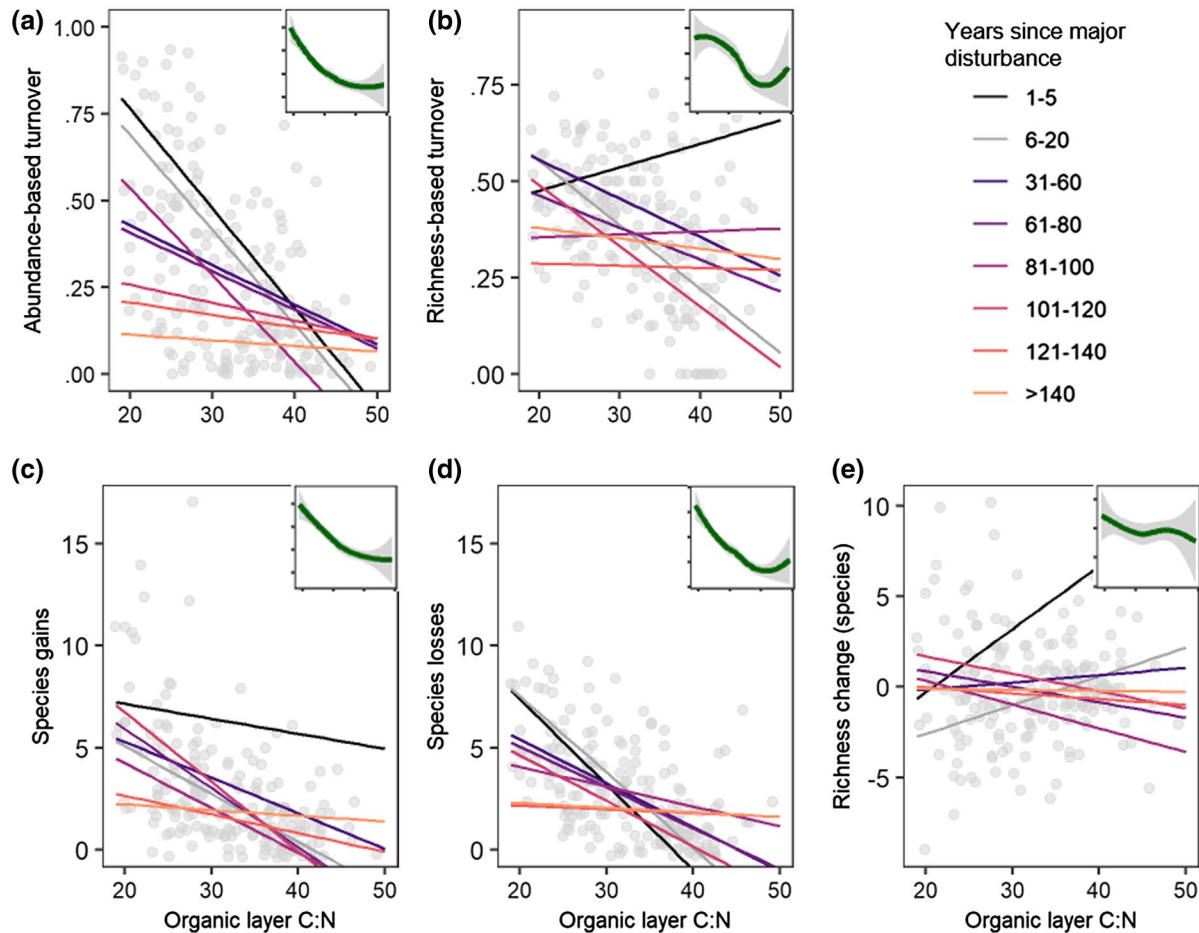 (a)
1.00
.75
.50
.25
.00
Abundance-based turnover
20 30 40 50
(b)
.75
.50
.25
.00
Richness-based turnover
20 30 40 50
Years since major
disturbance
1-5
6-20
31-60
61-80
81-100
101-120
121-140
>140
(c)
15
10
5
0
Species gains
20 30 40 50
Organic layer C:N
(d)
15
10
5
0
Species losses
20 30 40 50
Organic layer C:N
(e)
10
5
0
-5
Richness change (species)
20 30 40 50
Organic layer C:N